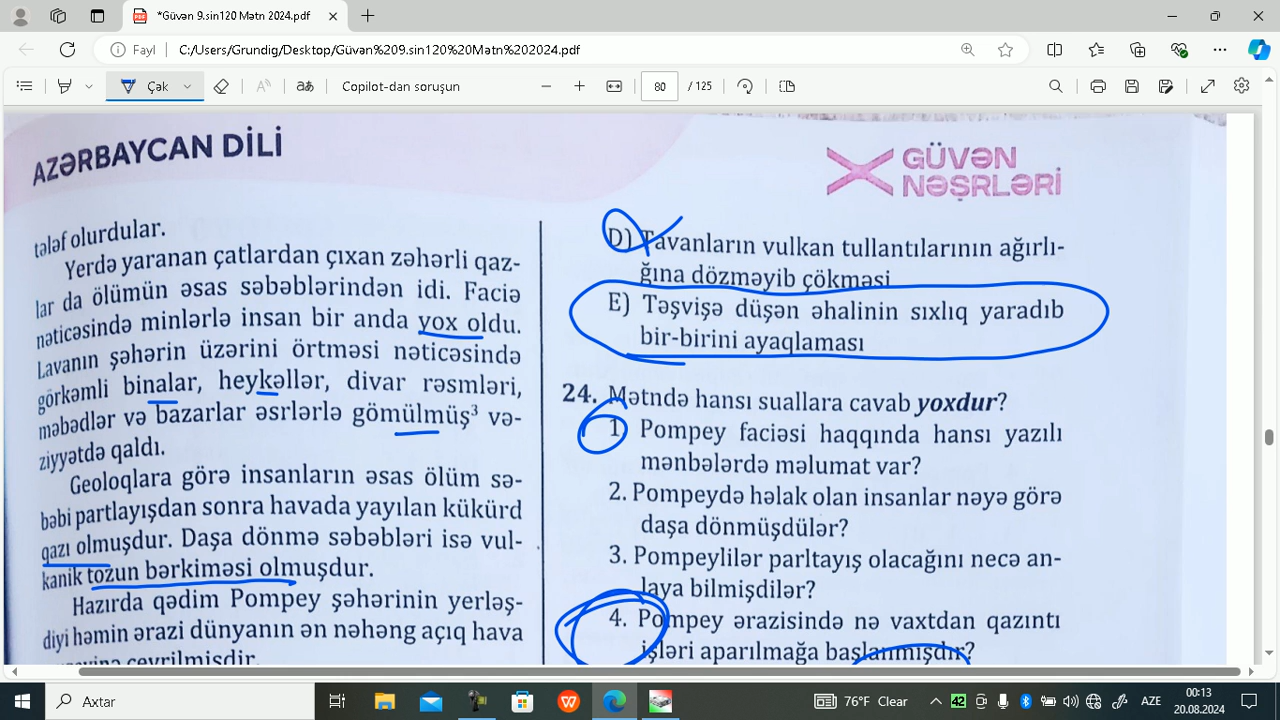 *Güvən 9.sin120 Mətn 2024.pdf
Fayl
C:/Users/Grundig/Desktop/Güvən%209.sin120%20Mətn%202024.pdf
Çək
Copilot-dan soruşun
80 / 125
AZƏRBAYCAN DİLİ
GÜVƏN
NƏŞRLƏRİ
tələf olurdular.
Yerdə yaranan çatlardan çıxan zəhərli qaz-
lar da ölümün əsas səbəblərindən idi. Faciə
nəticəsində minlərlə insan bir anda yox oldu.
Lavanın şəhərin üzərini örtməsi nəticəsində
görkəmli binalar, heykəllər, divar rəsmləri,
məbədlər və bazarlar əsrlərlə gömülmüş³ və-
ziyyətdə qaldı.
Geoloqlara görə insanların əsas ölüm sə-
bəbi partlayışdan sonra havada yayılan kükürd
qazı olmuşdur. Daşa dönmə səbəbləri isə vul-
kanik tozun bərkiməsi olmuşdur.
Hazırda qədim Pompey şəhərinin yerləş-
diyi həmin ərazi dünyanın ən nəhəng açıq hava
çevrilmişdir.
D) Tavanların vulkan tullantılarının ağırlı-
ğına dözməyib çökməsi
E) Təşvişə düşən əhalinin sıxlıq yaradıb
bir-birini ayaqlaması
24. Mətndə hansı suallara cavab yoxdur?
1. Pompey faciəsi haqqında hansı yazılı
mənbələrdə məlumat var?
2. Pompeydə həlak olan insanlar nəyə görə
daşa dönmüşdülər?
3. Pompeylilər parltayış olacağını necə an-
laya bilmişdilər?
4. Pompey ərazisində nə vaxtdan qazıntı
işləri aparılmağa başlanmışdır?
Axtar
76°F Clear
42
AZE
00:13
20.08.2024